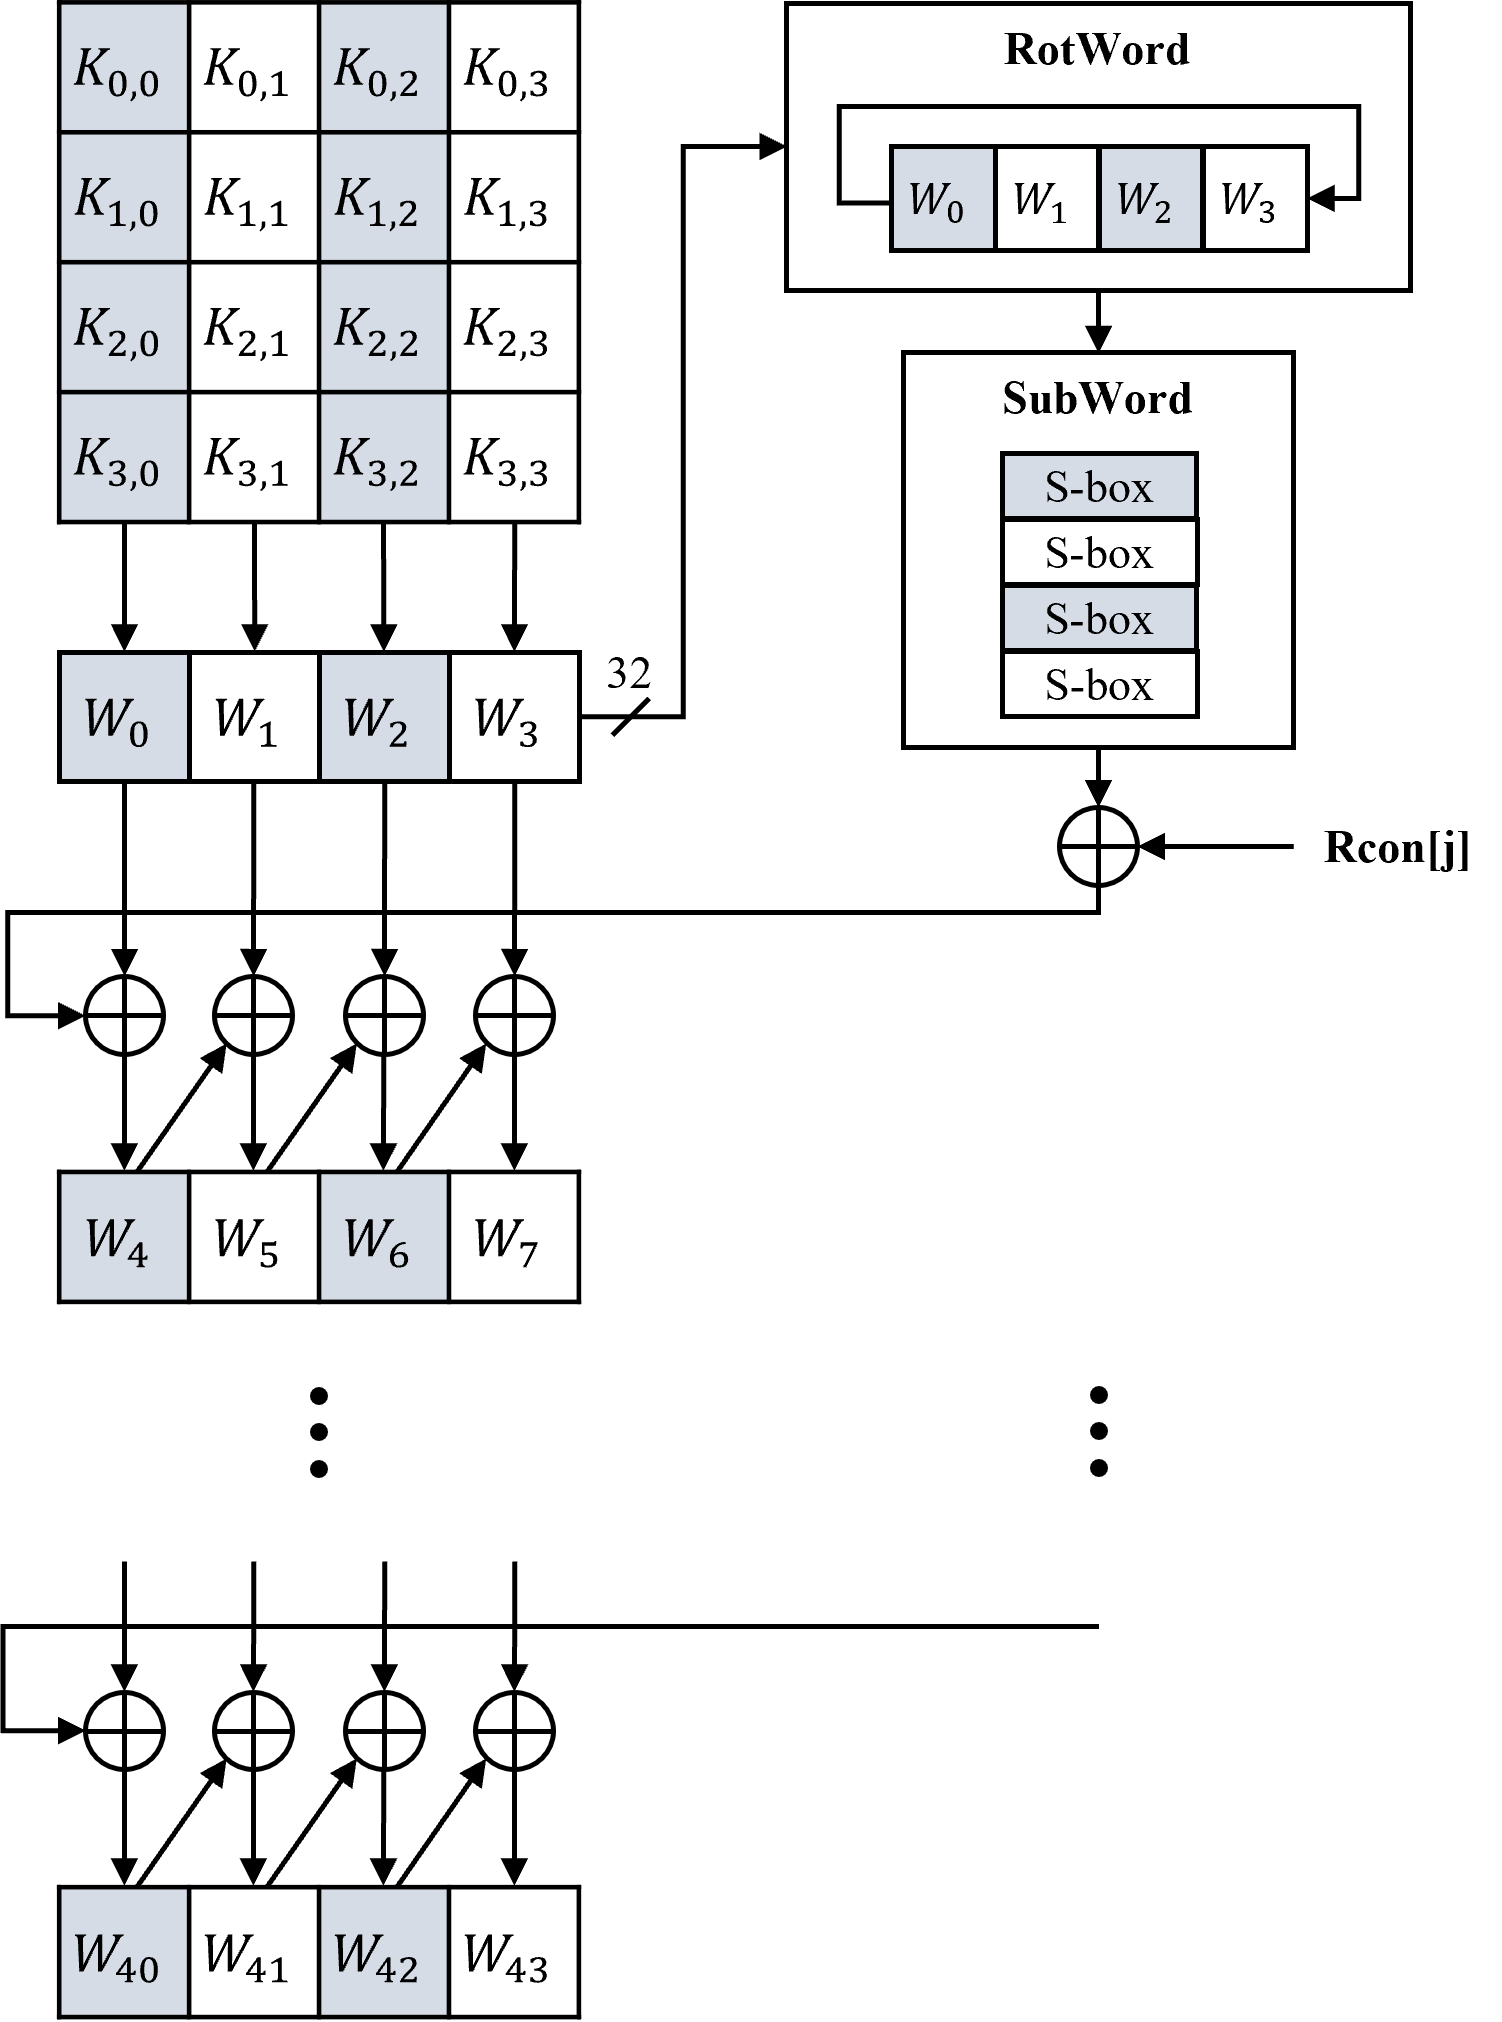 K0,0 K0,1 K0,2 K0,3
K1,0 K1,1 K1,2 K1,3
K2,0 K2,1 K2,2 K2,3
K3,0 K3,1 K3,2 K3,3
W0 W1 W2 W3
32
RotWord
W0 W1 W2 W3
SubWord
S-box
S-box
S-box
S-box
Rcon[j]
W4 W5 W6 W7
W40 W41 W42 W43